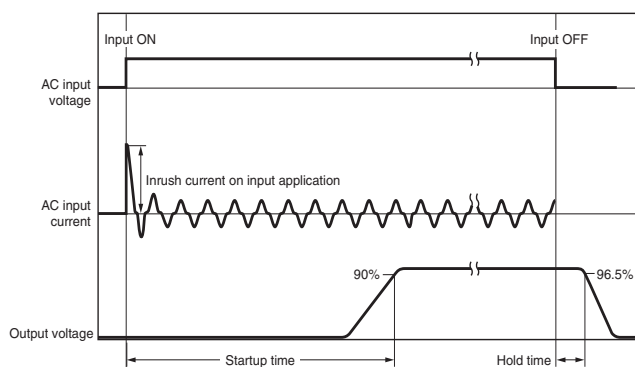 Input ON
Input OFF
AC input
voltage
Inrush current on input application
AC input
current
90%
96.5%
Output voltage
Startup time
Hold time